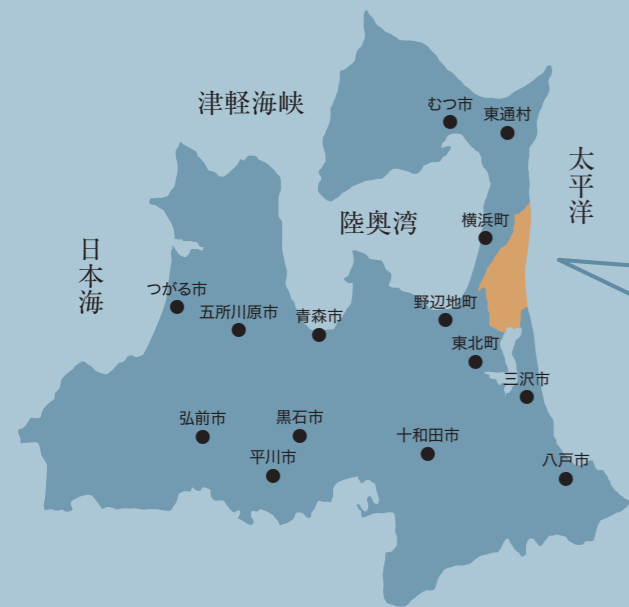 津軽海峡
むつ市
東通村
太平洋
陸奥湾
横浜町
日本海
つがる市
五所川原市
青森市
野辺地町
東北町
三沢市
弘前市
黒石市
十和田市
平川市
八戸市